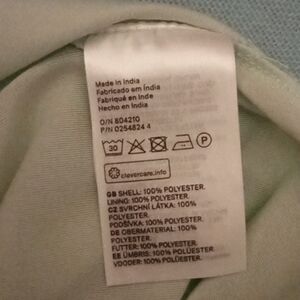 Made in India
Fabricado em Índia
Fabriqué en Inde
Hecho en India
O/N 804210
P/N 0254824 4
30
P
clevercare.info
GB SHELL: 100% POLYESTER.
LINING: 100% POLYESTER.
CZ SVRCHNÍ LÁTKA: 100%
POLYESTER.
PODŠÍVKA: 100% POLYESTER.
DE OBERMATERIAL: 100%
POLYESTER.
FUTTER: 100% POLYESTER.
EE ÜMBRIS: 100% POLÜESTER.
VOODER: 100% POLÜESTER.